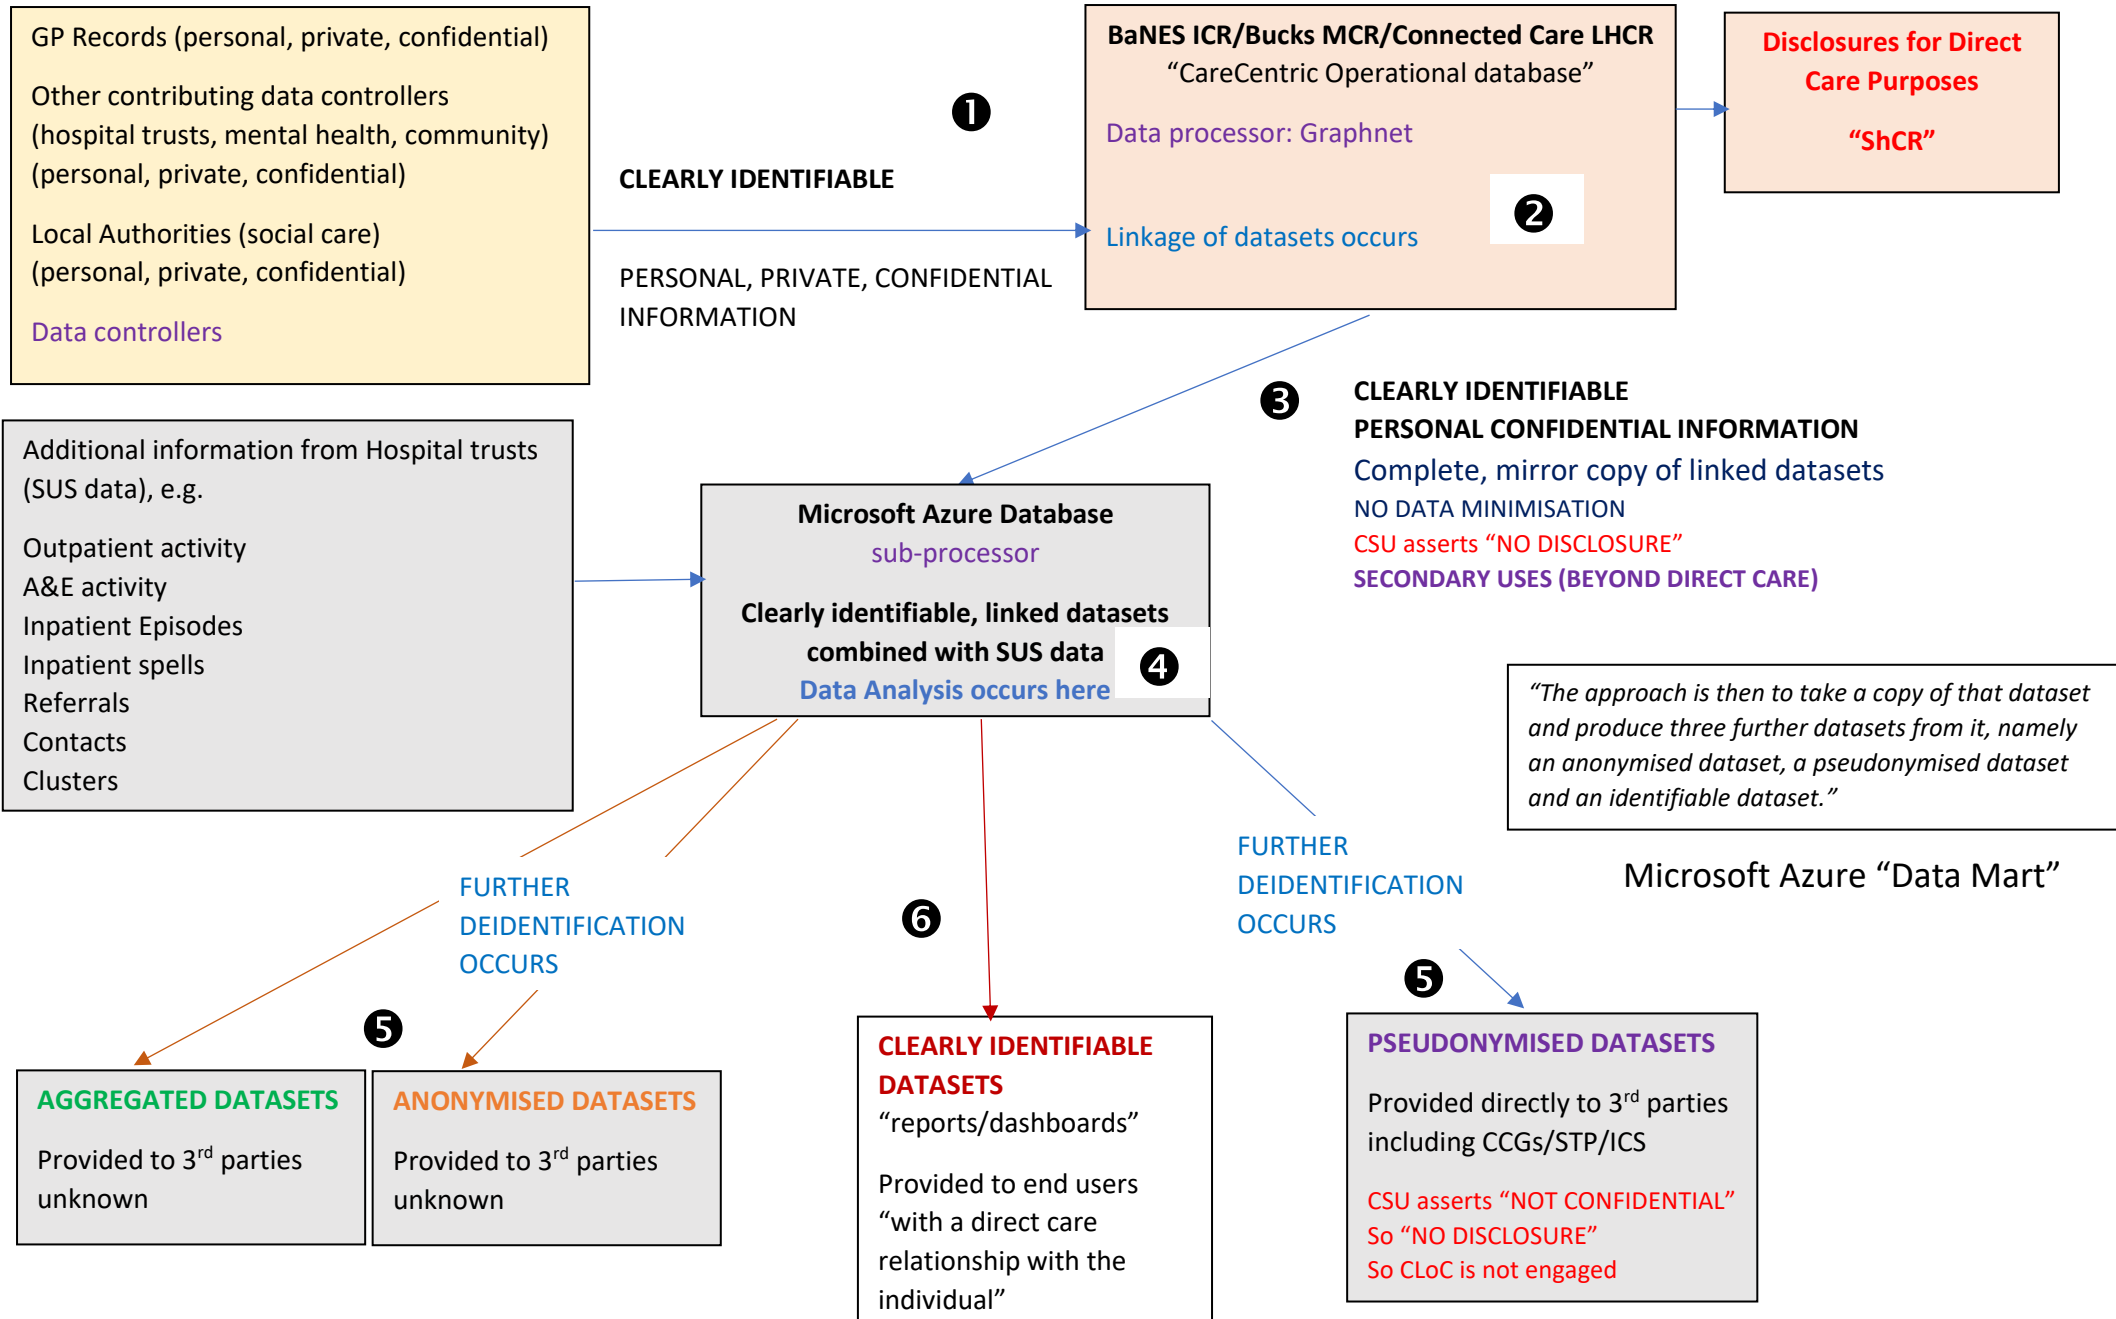 GP Records (personal, private, confidential)
Other contributing data controllers
(hospital trusts, mental health, community)
(personal, private, confidential)
Local Authorities (social care)
(personal, private, confidential)
Data controllers
❶
CLEARLY IDENTIFIABLE
PERSONAL, PRIVATE, CONFIDENTIAL
INFORMATION
BaNES ICR/Bucks MCR/Connected Care LHCR
“CareCentric Operational database”
Data processor: Graphnet
❷
Linkage of datasets occurs
Disclosures for Direct
Care Purposes
“ShCR”
❸
CLEARLY IDENTIFIABLE
PERSONAL CONFIDENTIAL INFORMATION
Complete, mirror copy of linked datasets
NO DATA MINIMISATION
CSU asserts “NO DISCLOSURE”
SECONDARY USES (BEYOND DIRECT CARE)
Additional information from Hospital trusts
(SUS data), e.g.
Outpatient activity
A&E activity
Inpatient Episodes
Inpatient spells
Referrals
Contacts
Clusters
Microsoft Azure Database
sub-processor
Clearly identifiable, linked datasets
combined with SUS data
Data Analysis occurs here
❹
“The approach is then to take a copy of that dataset
and produce three further datasets from it, namely
an anonymised dataset, a pseudonymised dataset
and an identifiable dataset.”
Microsoft Azure “Data Mart”
FURTHER
DEIDENTIFICATION
OCCURS
❻
FURTHER
DEIDENTIFICATION
OCCURS
❺
❺
AGGREGATED DATASETS
Provided to 3rd parties
unknown
ANONYMISED DATASETS
Provided to 3rd parties
unknown
CLEARLY IDENTIFIABLE
DATASETS
“reports/dashboards”
Provided to end users
“with a direct care
relationship with the
individual”
PSEUDONYMISED DATASETS
Provided directly to 3rd parties
including CCGs/STP/ICS
CSU asserts “NOT CONFIDENTIAL”
So “NO DISCLOSURE”
So CLoC is not engaged